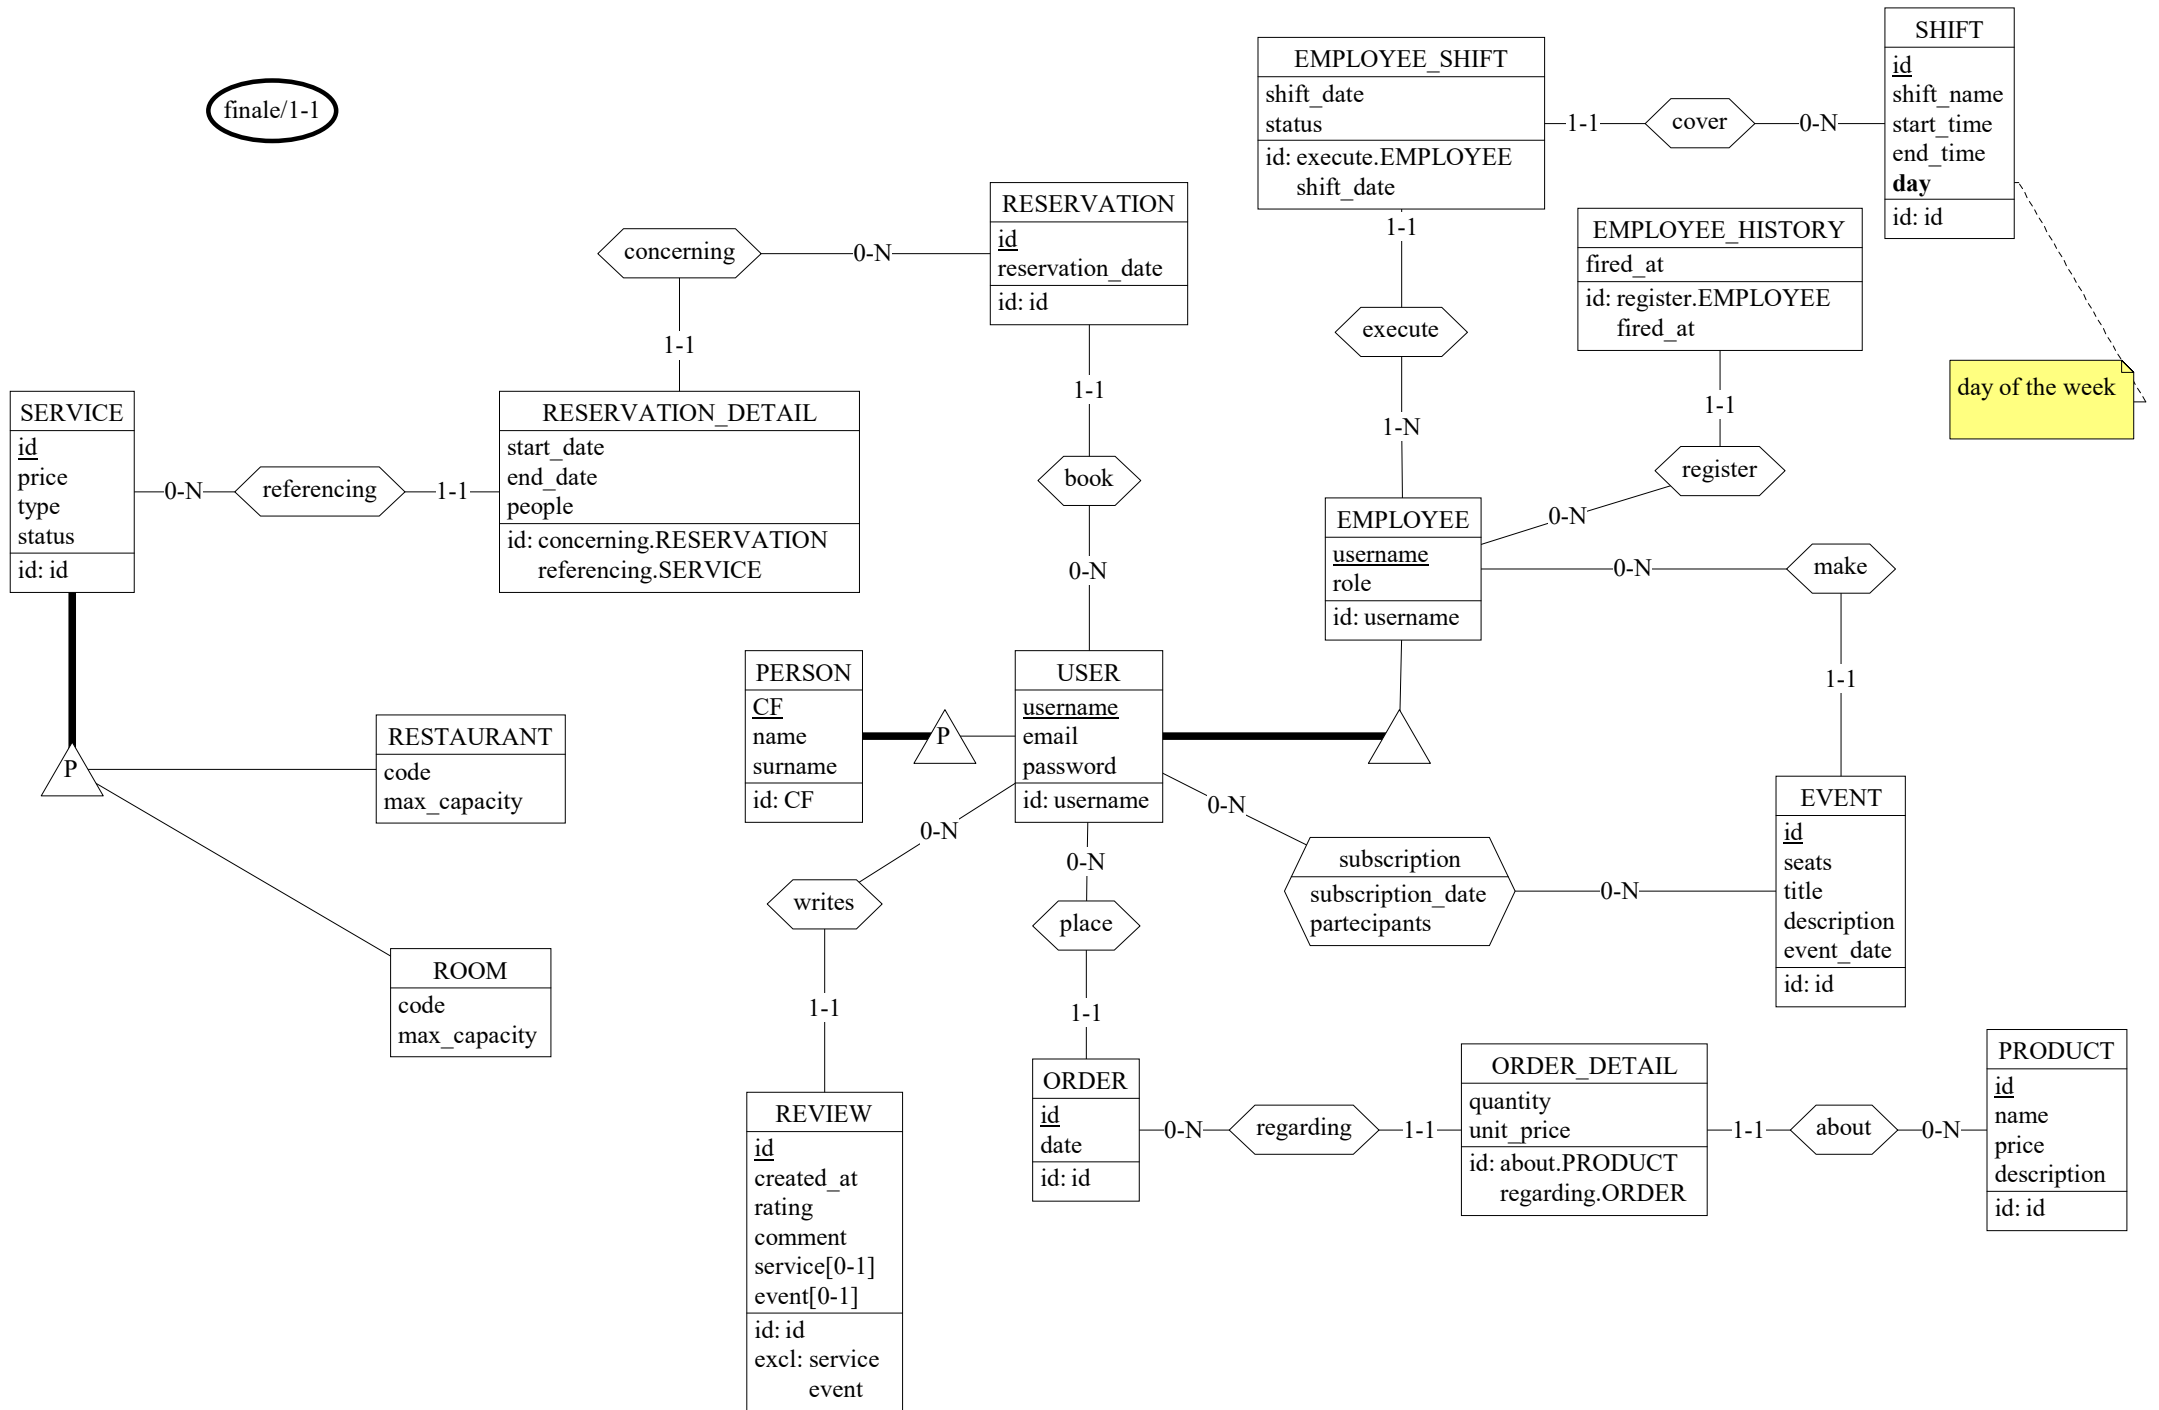 finale/1-1
SHIFT
id
shift_name
start_time
end_time
day
id: id
EMPLOYEE_SHIFT
shift_date
status
id: execute.EMPLOYEE
shift_date
1-1
cover
0-N
day of the week
EMPLOYEE_HISTORY
fired_at
id: register.EMPLOYEE
fired_at
1-1
register
0-N
1-1
execute
1-N
RESERVATION
id
reservation_date
id: id
concerning
0-N
1-1
1-1
book
0-N
SERVICE
id
price
type
status
id: id
0-N
referencing
1-1
RESERVATION_DETAIL
start_date
end_date
people
id: concerning.RESERVATION
referencing.SERVICE
EMPLOYEE
username
role
id: username
0-N
make
1-1
PERSON
CF
name
surname
id: CF
P
USER
username
email
password
id: username
P
RESTAURANT
code
max_capacity
ROOM
code
max_capacity
0-N
writes
1-1
0-N
place
1-1
0-N
subscription
subscription_date
partecipants
0-N
EVENT
id
seats
title
description
event_date
id: id
REVIEW
id
created_at
rating
comment
service[0-1]
event[0-1]
id: id
excl: service
event
ORDER
id
date
id: id
0-N
regarding
1-1
ORDER_DETAIL
quantity
unit_price
id: about.PRODUCT
regarding.ORDER
1-1
about
0-N
PRODUCT
id
name
price
description
id: id